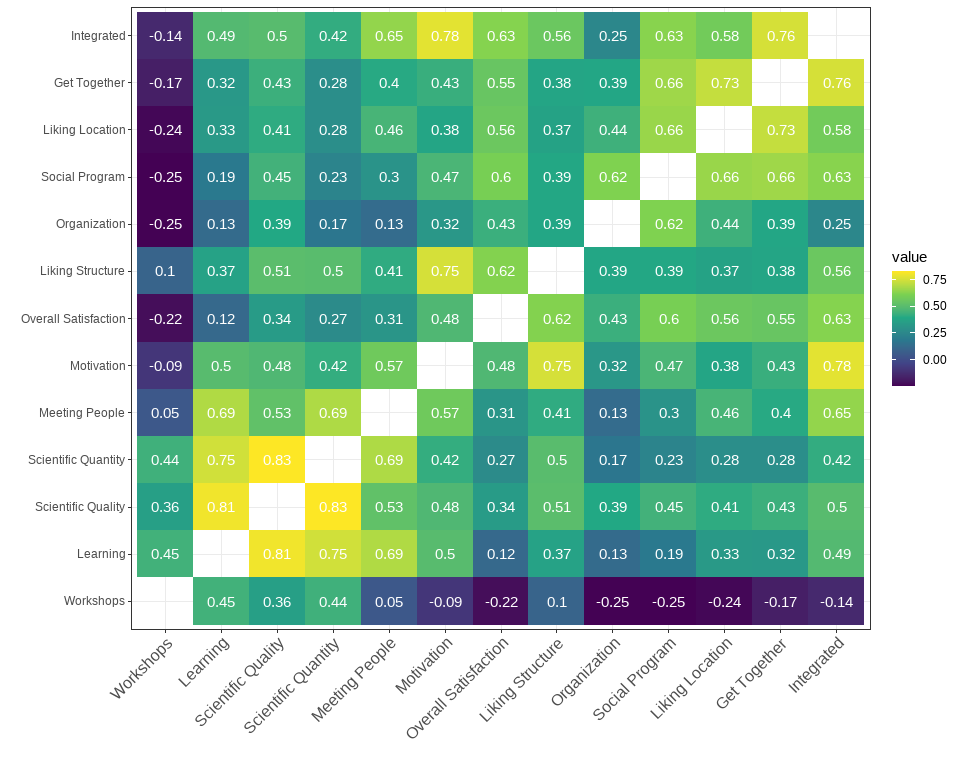 Integrated -0.14 0.49 0.5 0.42 0.65 0.78 0.63 0.56 0.25 0.63 0.58 0.76
Get Together -0.17 0.32 0.43 0.28 0.4 0.43 0.55 0.38 0.39 0.66 0.73 0.76
Liking Location -0.24 0.33 0.41 0.28 0.46 0.38 0.56 0.37 0.44 0.66 0.73 0.58
Social Program -0.25 0.19 0.45 0.23 0.3 0.47 0.6 0.39 0.62 0.66 0.66 0.63
Organization -0.25 0.13 0.39 0.17 0.13 0.32 0.43 0.39 0.62 0.44 0.39 0.25
Liking Structure 0.1 0.37 0.51 0.5 0.41 0.75 0.62 0.39 0.39 0.37 0.38 0.56
Overall Satisfaction -0.22 0.12 0.34 0.27 0.31 0.48 0.62 0.43 0.6 0.56 0.55 0.63
Motivation -0.09 0.5 0.48 0.42 0.57 0.48 0.75 0.32 0.47 0.38 0.43 0.78
Meeting People 0.05 0.69 0.53 0.69 0.57 0.31 0.41 0.13 0.3 0.46 0.4 0.65
Scientific Quantity 0.44 0.75 0.83 0.69 0.42 0.27 0.5 0.17 0.23 0.28 0.28 0.42
Scientific Quality 0.36 0.81 0.83 0.53 0.48 0.34 0.51 0.39 0.45 0.41 0.43 0.5
Learning 0.45 0.81 0.75 0.69 0.5 0.12 0.37 0.13 0.19 0.33 0.32 0.49
Workshops 0.45 0.36 0.44 0.05 -0.09 -0.22 0.1 -0.25 -0.25 -0.24 -0.17 -0.14
Workshops
Learning
Scientific Quality
Scientific Quantity
Meeting People
Motivation
Overall Satisfaction
Liking Structure
Organization
Social Program
Liking Location
Get Together
Integrated
value
0.75
0.50
0.25
0.00